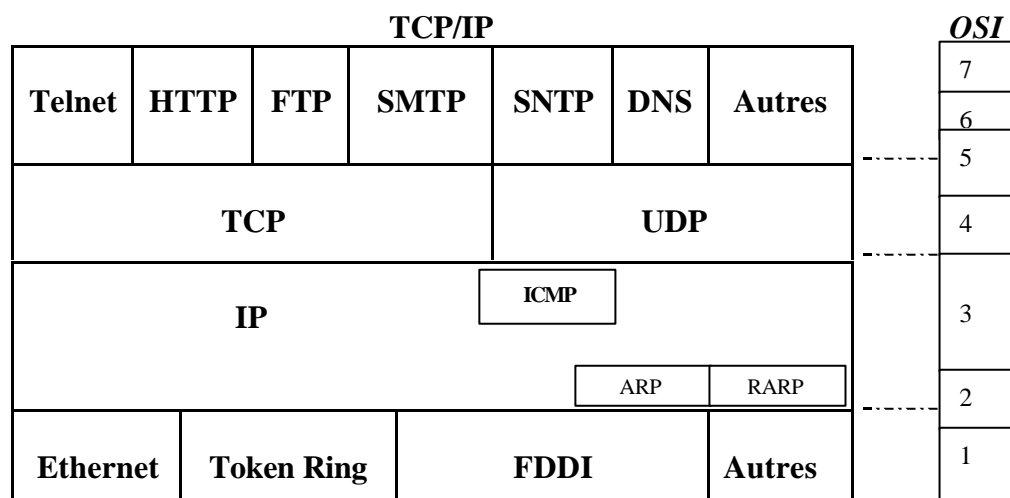 TCP/IP OSI
Telnet HTTP FTP SMTP SNTP DNS Autres 7
6
5
TCP UDP 4
ICMP
IP 3
ARP RARP 2
Ethernet Token Ring FDDI Autres 1